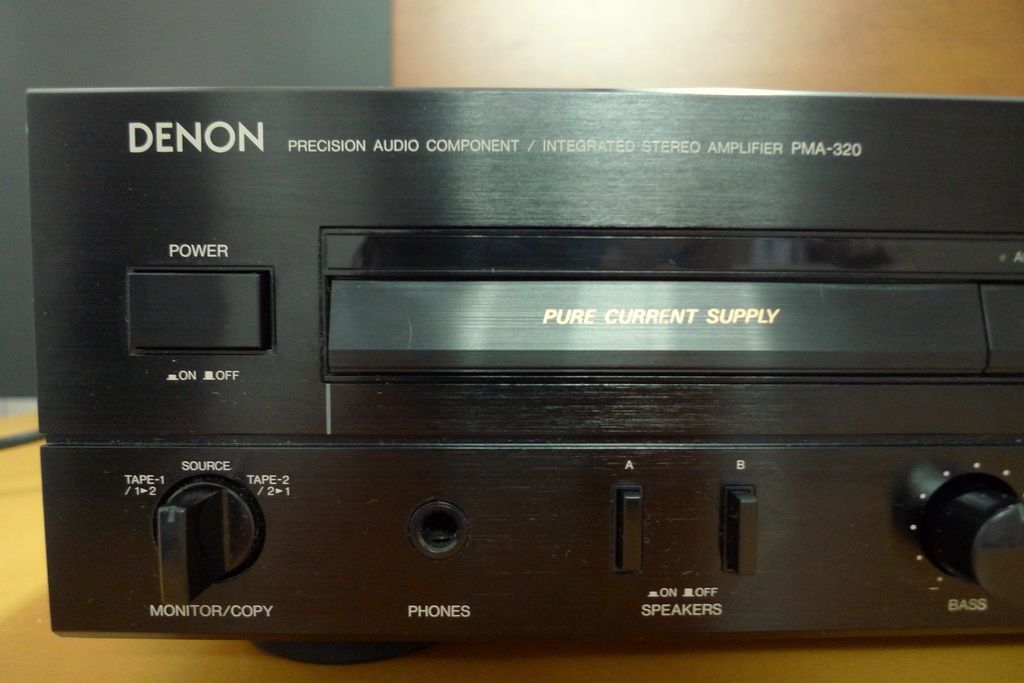 DENON PRECISION AUDIO COMPONENT / INTEGRATED STEREO AMPLIFIER PMA-320
POWER
PURE CURRENT SUPPLY
ON OFF
SOURCE
TAPE-1 / 1►2
TAPE-2 / 2►1
MONITOR/COPY
PHONES
A B
ON OFF
SPEAKERS
BASS